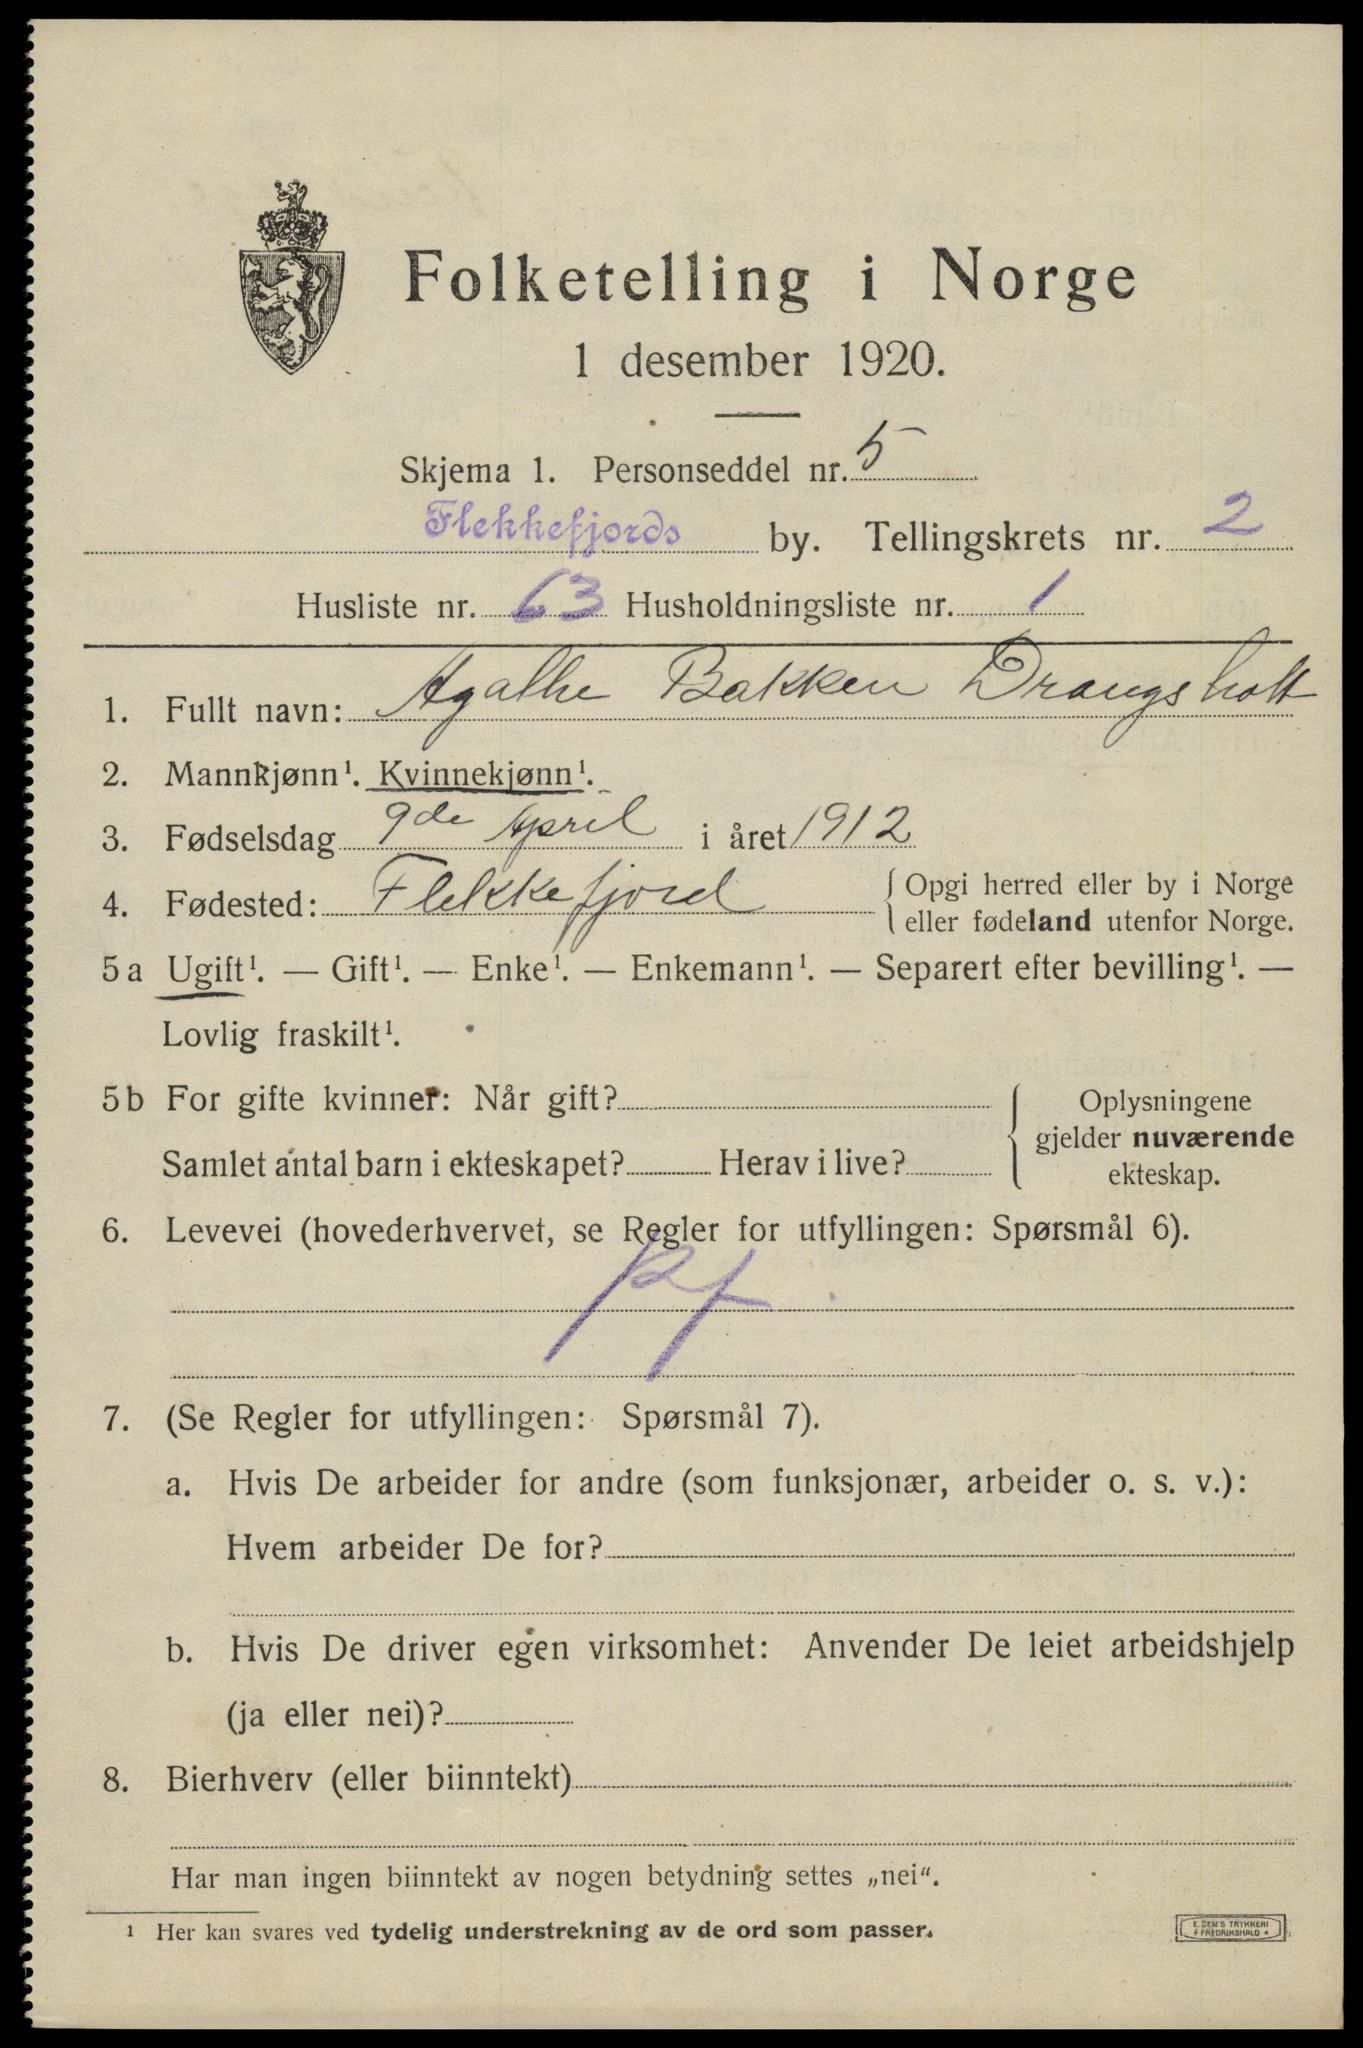 Folketelling i Norge
1 desember 1920.
Skjema 1. Personseddel nr. 5
Flekkefjords by. Tellingskrets nr. 2
Husliste nr. 63 Husholdningsliste nr. 1
1. Fullt navn: Agathe Bakken Drangsholt
2. Mannkjønn¹. Kvinnekjønn¹.
3. Fødselsdag 9de April i året 1912
4. Fødested: Flekkefjord { Opgi herred eller by i Norge
eller fødeland utenfor Norge.
5a Ugift¹. — Gift¹. — Enke¹. — Enkemann¹. — Separert efter bevilling¹. —
Lovlig fraskilt¹.
5b For gifte kvinner: Når gift?
Samlet antal barn i ekteskapet? Herav i live?
{ Oplysningene
gjelder nuværende
ekteskap.
6. Levevei (hovederhvervet, se Regler for utfyllingen: Spørsmål 6).
7. (Se Regler for utfyllingen: Spørsmål 7).
a. Hvis De arbeider for andre (som funksjonær, arbeider o. s. v.):
Hvem arbeider De for?
b. Hvis De driver egen virksomhet: Anvender De leiet arbeidshjelp
(ja eller nei)?
8. Bierhverv (eller biinntekt)
Har man ingen biinntekt av nogen betydning settes „nei“.
¹ Her kan svares ved tydelig understrekning av de ord som passer.
E. SEM'S TRYKKERI
FREDRIKSHALD